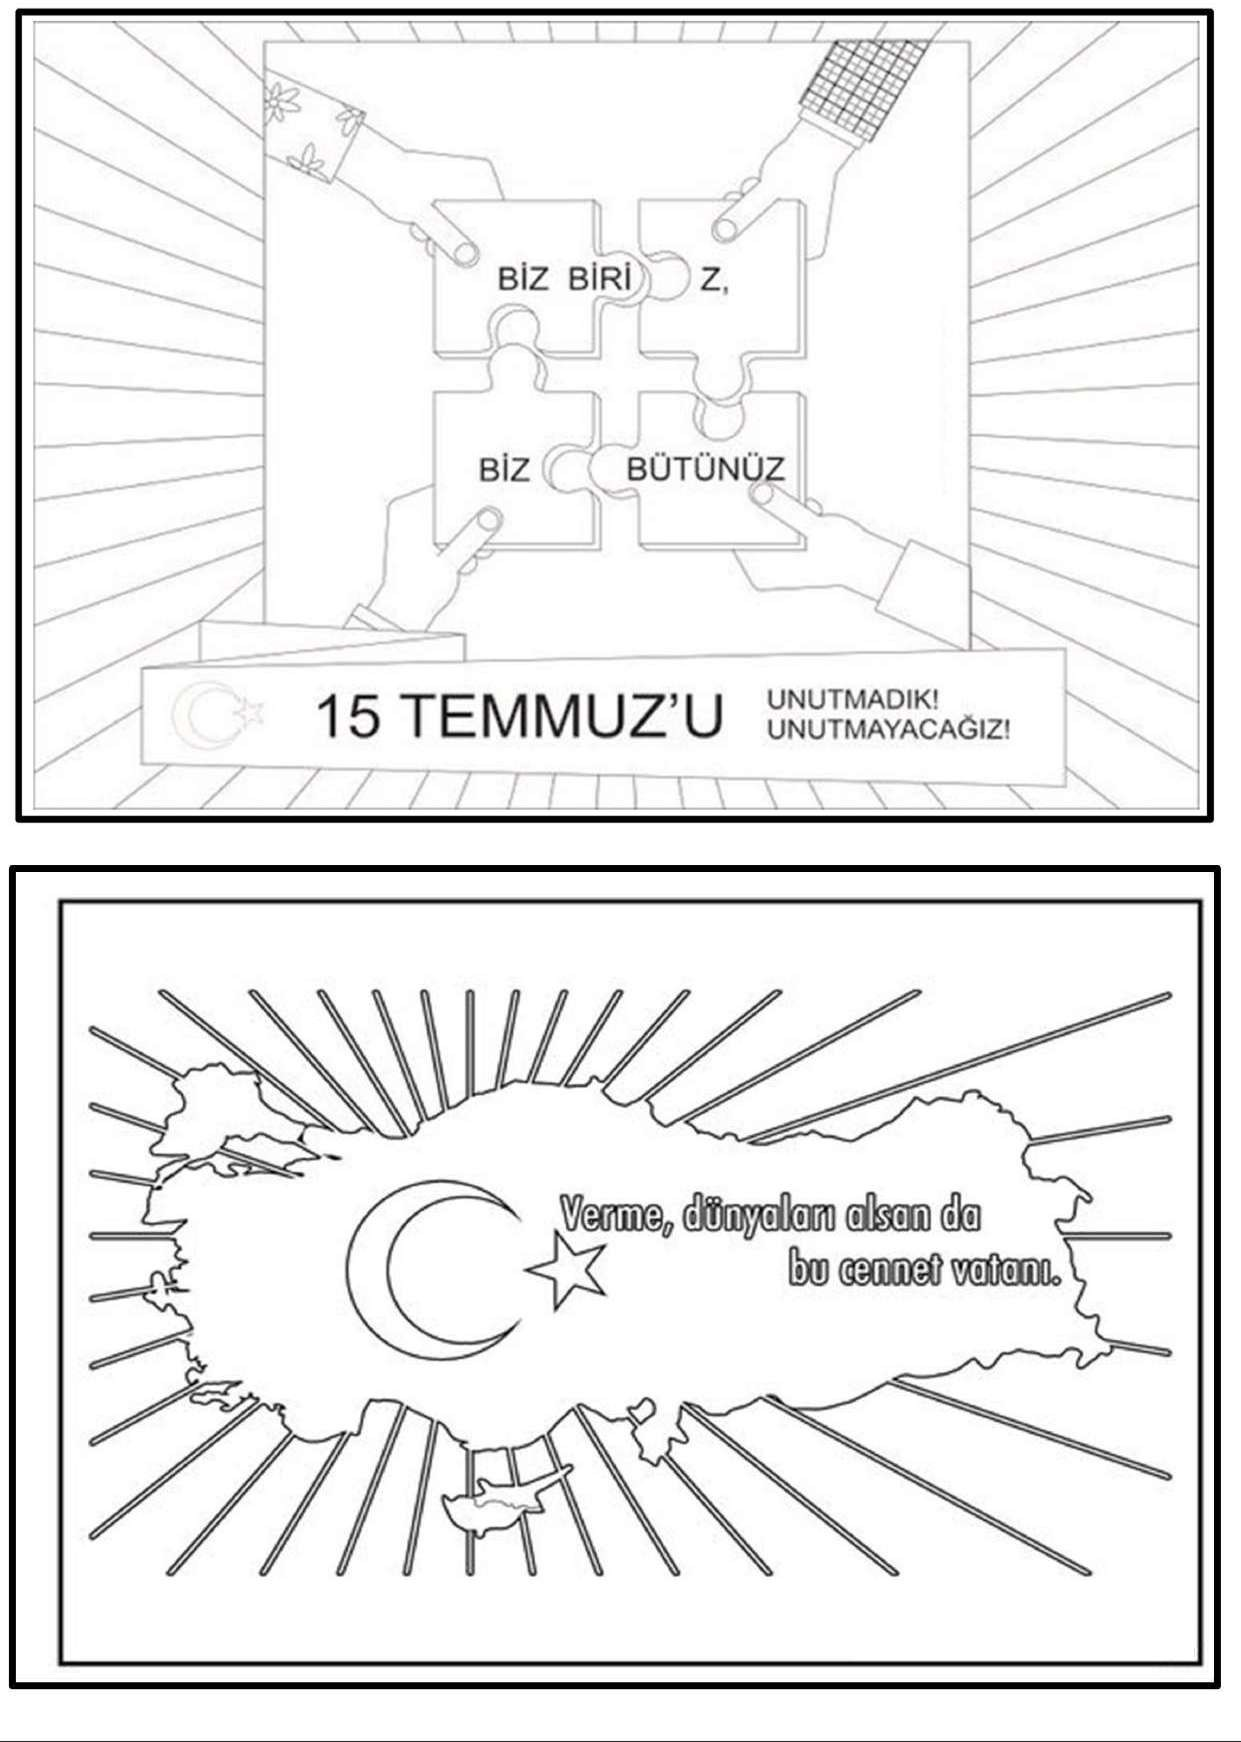 BİZ BİRİ Z,
BİZ BÜTÜNÜZ
15 TEMMUZ’U
UNUTMADIK!
UNUTMAYACAĞIZ!
Verme, dünyaları alsan da
bu cennet vatanı.